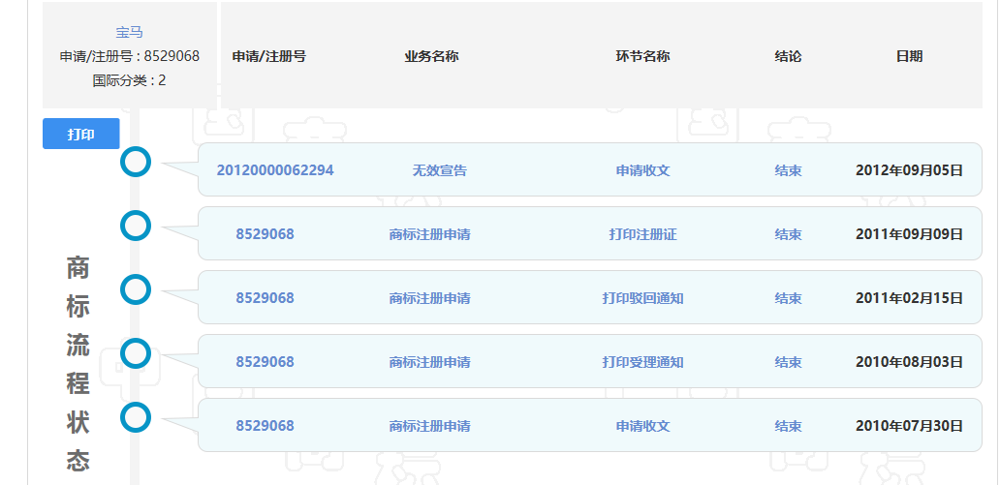 宝马
申请/注册号 : 8529068
国际分类 : 2
申请/注册号 业务名称 环节名称 结论 日期
打印
20120000062294 无效宣告 申请收文 结束 2012年09月05日
8529068 商标注册申请 打印注册证 结束 2011年09月09日
8529068 商标注册申请 打印驳回通知 结束 2011年02月15日
8529068 商标注册申请 打印受理通知 结束 2010年08月03日
8529068 商标注册申请 申请收文 结束 2010年07月30日
商
标
流
程
状
态